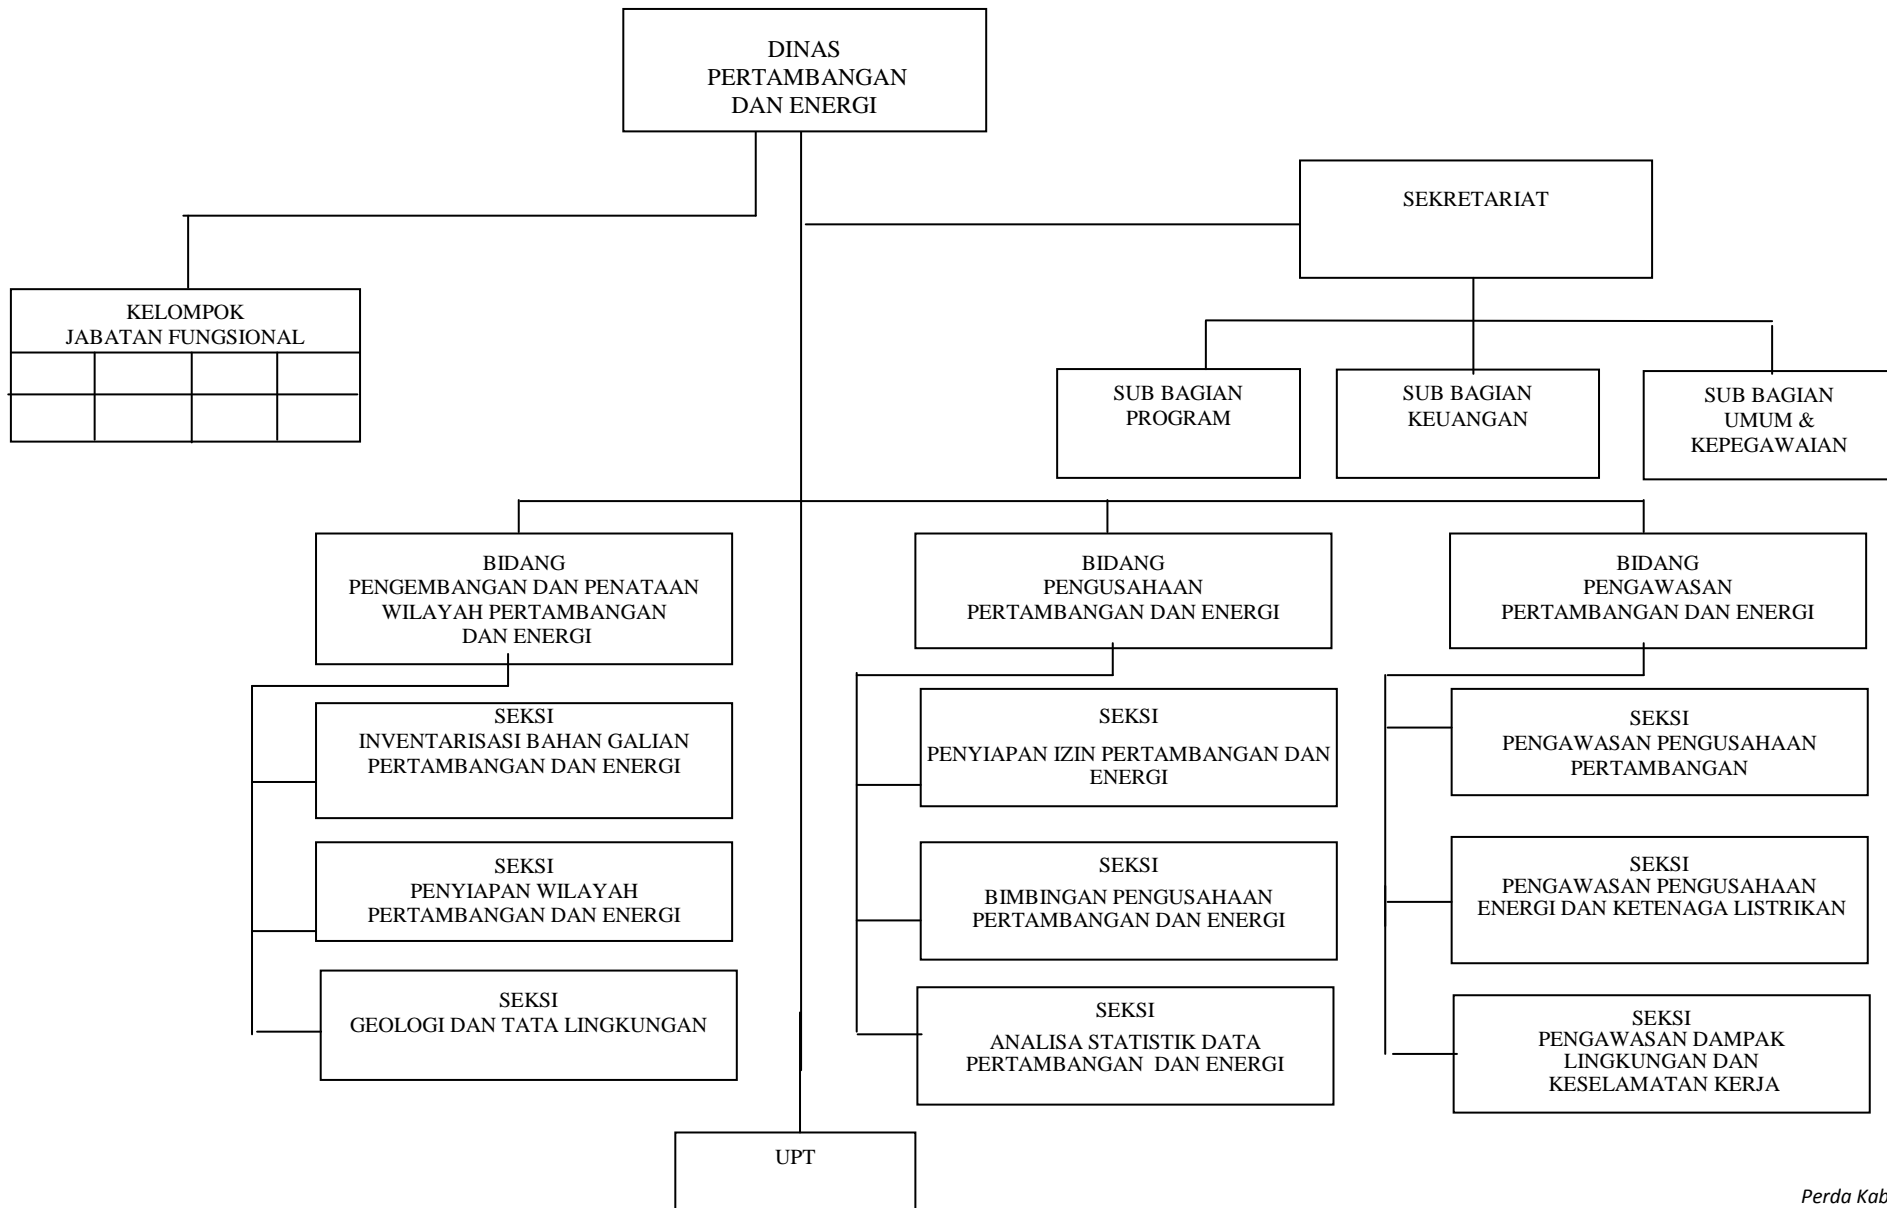 DINAS
PERTAMBANGAN
DAN ENERGI
SEKRETARIAT
KELOMPOK
JABATAN FUNGSIONAL
SUB BAGIAN
PROGRAM
SUB BAGIAN
KEUANGAN
SUB BAGIAN
UMUM &
KEPEGAWAIAN
BIDANG
PENGEMBANGAN DAN PENATAAN
WILAYAH PERTAMBANGAN
DAN ENERGI
BIDANG
PENGUSAHAAN
PERTAMBANGAN DAN ENERGI
BIDANG
PENGAWASAN
PERTAMBANGAN DAN ENERGI
SEKSI
INVENTARISASI BAHAN GALIAN
PERTAMBANGAN DAN ENERGI
SEKSI
PENYIAPAN IZIN PERTAMBANGAN DAN
ENERGI
SEKSI
PENGAWASAN PENGUSAHAAN
PERTAMBANGAN
SEKSI
PENYIAPAN WILAYAH
PERTAMBANGAN DAN ENERGI
SEKSI
BIMBINGAN PENGUSAHAAN
PERTAMBANGAN DAN ENERGI
SEKSI
PENGAWASAN PENGUSAHAAN
ENERGI DAN KETENAGA LISTRIKAN
SEKSI
GEOLOGI DAN TATA LINGKUNGAN
SEKSI
ANALISA STATISTIK DATA
PERTAMBANGAN  DAN ENERGI
SEKSI
PENGAWASAN DAMPAK
LINGKUNGAN DAN
KESELAMATAN KERJA
UPT
Perda Kab